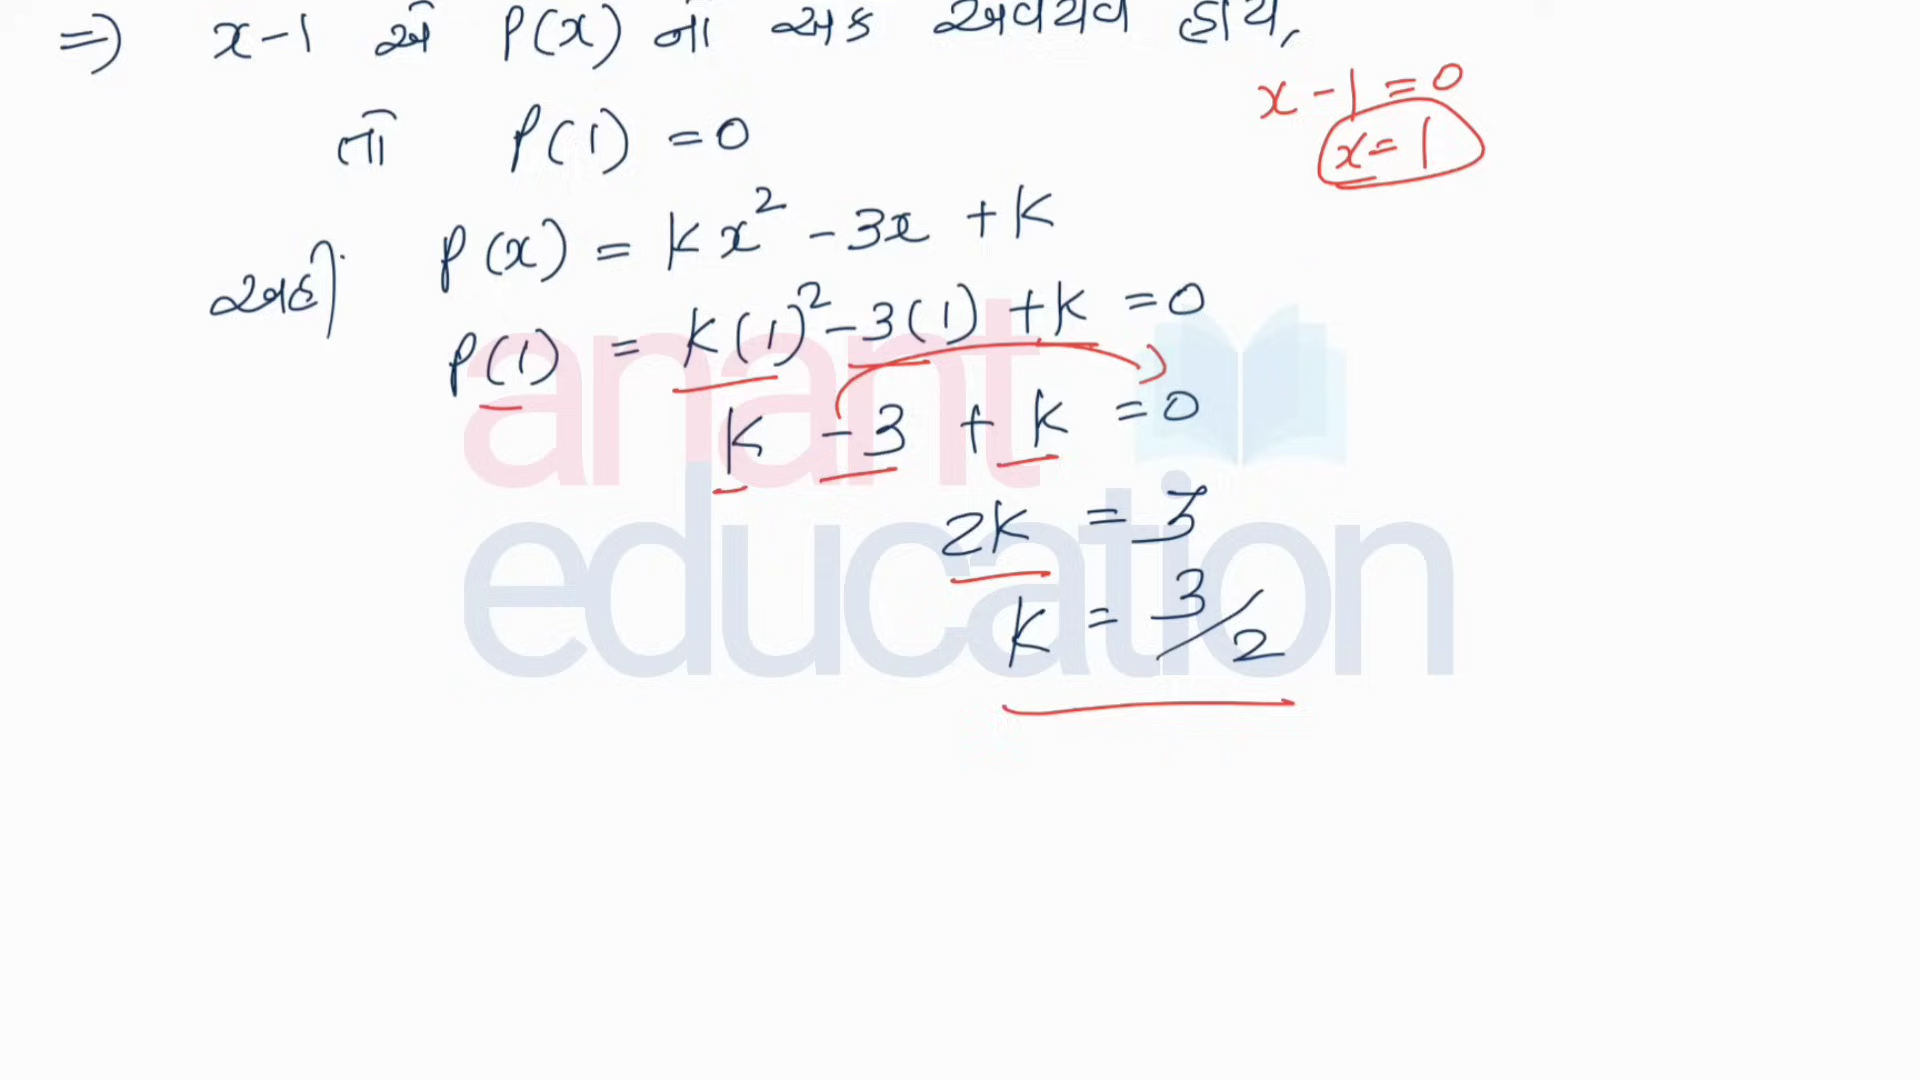 => x-1 એ P(x) નો એક અવયવ હોય,
x-1=0
x=1
તો P(1)=0
અહીં P(x) = kx² - 3x + k
P(1) = k(1)² - 3(1) + k = 0
k - 3 + k = 0
2k = 3
k = 3/2
anant
education